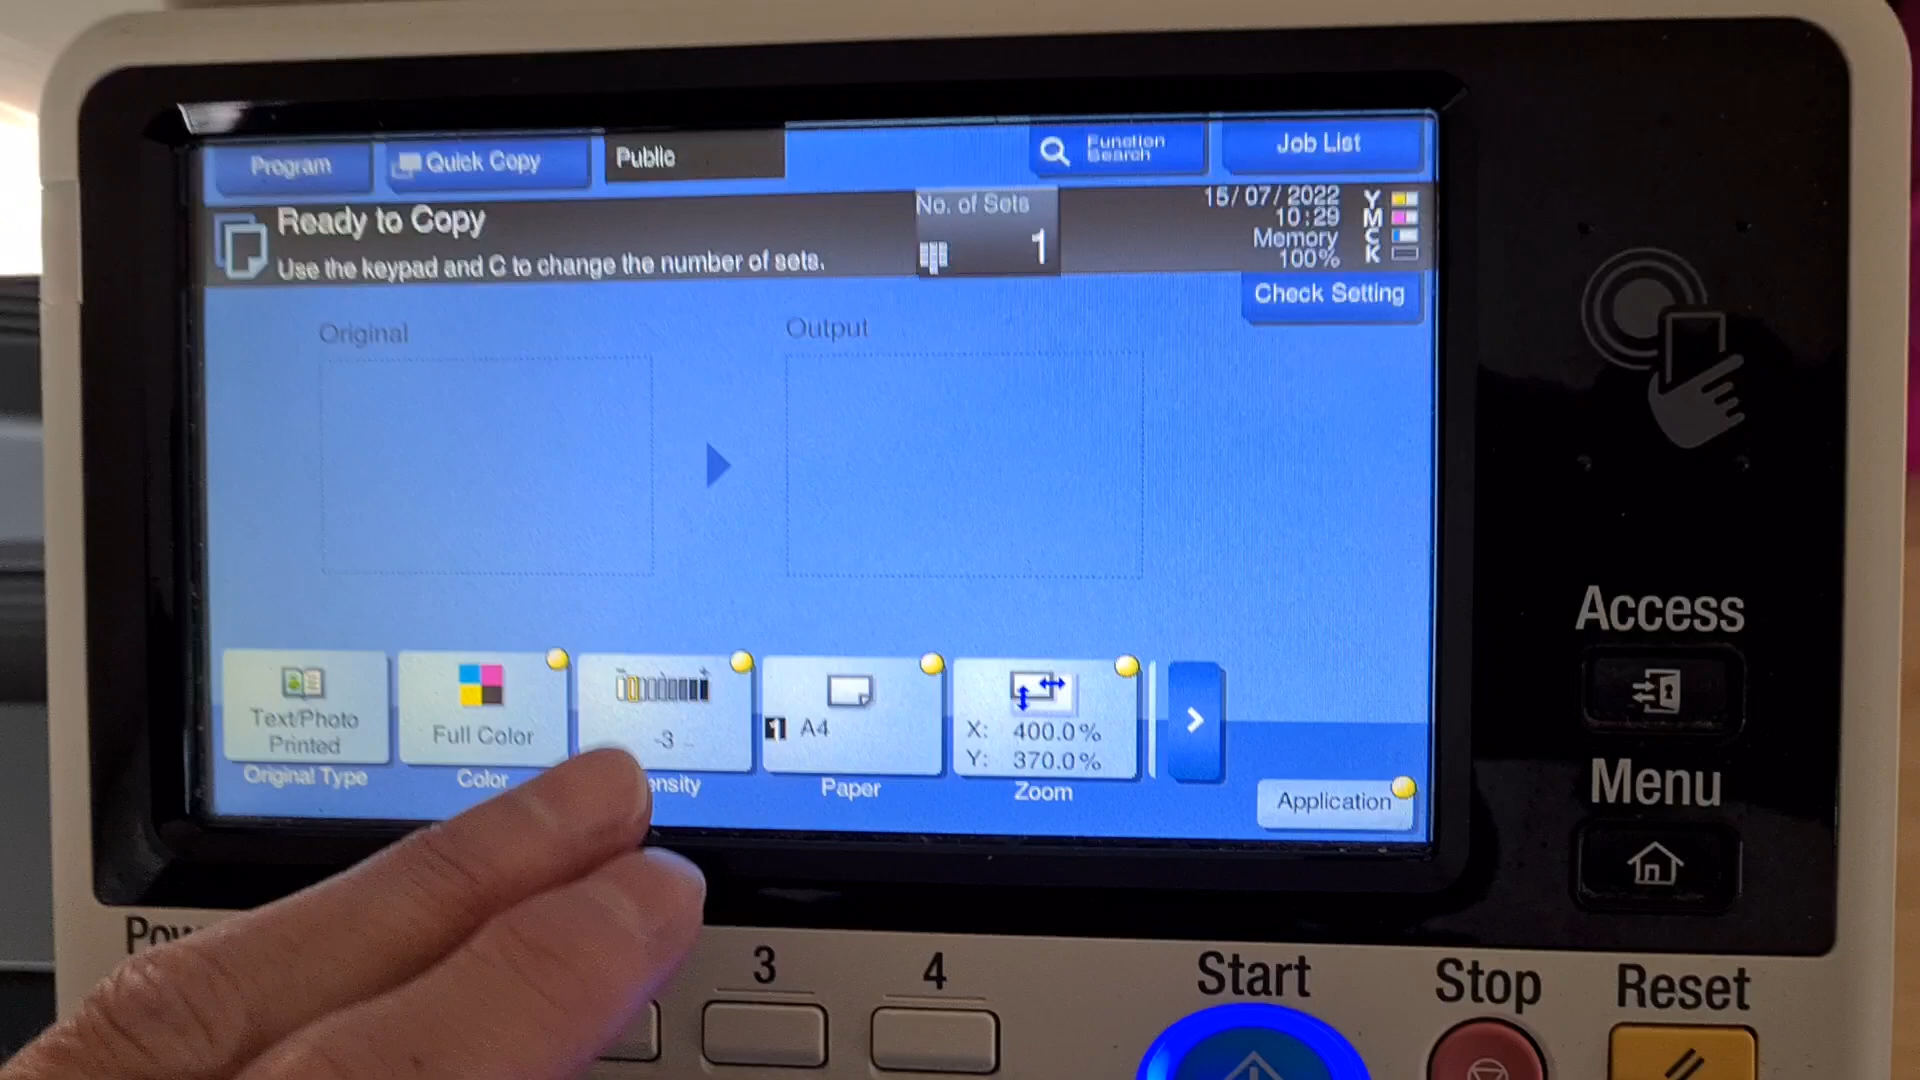 Program
Quick Copy
Public
Function Search
Job List
Ready to Copy
Use the keypad and C to change the number of sets.
No. of Sets
1
15/07/2022
10:29
Memory
100%
Y
M
C
K
Check Setting
Original
Output
Text/Photo
Printed
Original Type
Full Color
Color
-3
1 A4
Paper
X: 400.0%
Y: 370.0%
Zoom
Application
Access
Menu
3
4
Start
Stop
Reset